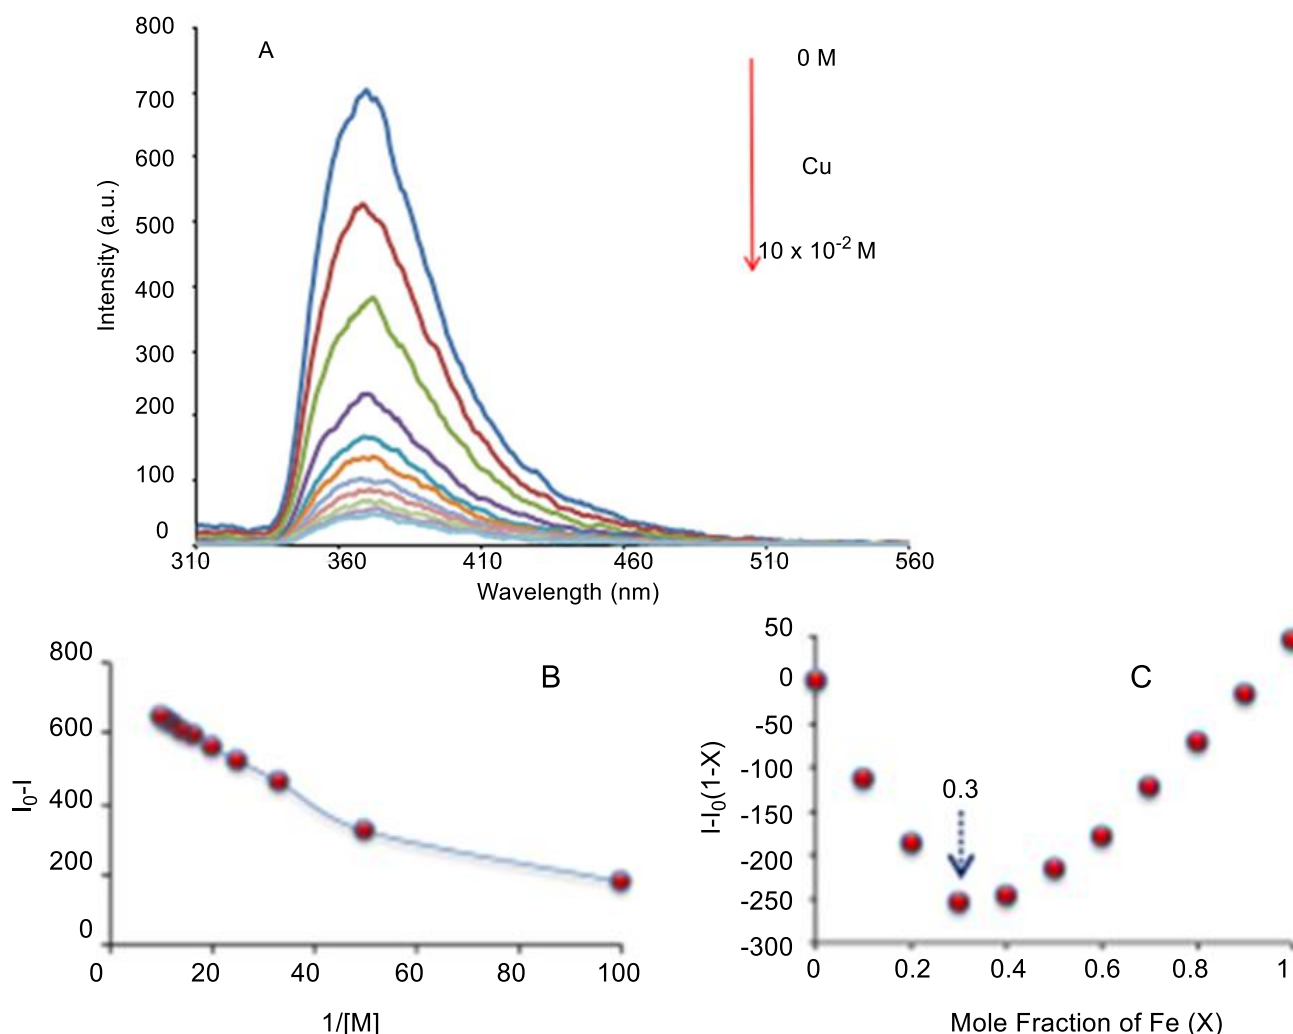 A
0 M
Cu
10 x 10⁻² M
800
700
600
500
400
300
200
100
0
Intensity (a.u.)
310 360 410 460 510 560
Wavelength (nm)
B
800
600
400
200
0
I₀-I
0 20 40 60 80 100
1/[M]
C
0.3
50
0
-50
-100
-150
-200
-250
-300
I-I₀(1-X)
0 0.2 0.4 0.6 0.8 1
Mole Fraction of Fe (X)